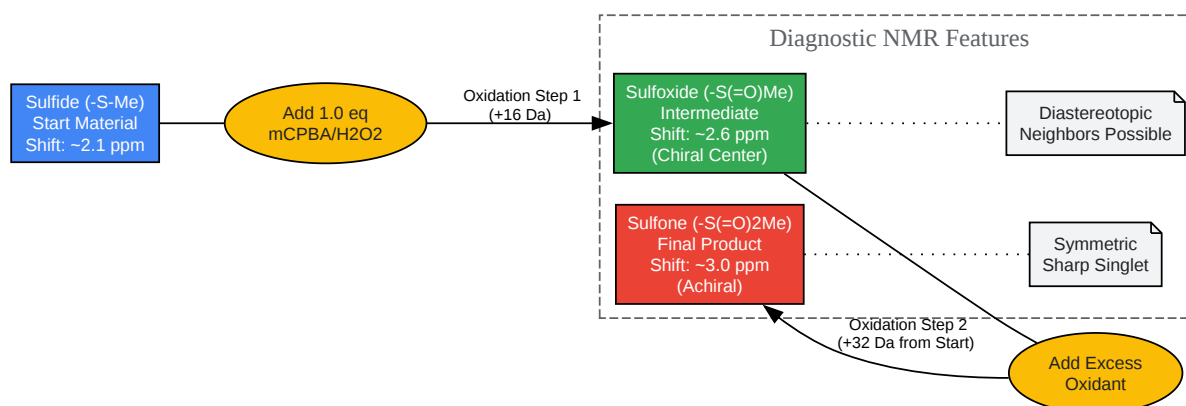 Diagnostic NMR Features
Sulfide (-S-Me)
Start Material
Shift: ~2.1 ppm
Add 1.0 eq
mCPBA/H2O2
Oxidation Step 1
(+16 Da)
Sulfoxide (-S(=O)Me)
Intermediate
Shift: ~2.6 ppm
(Chiral Center)
Diastereotopic
Neighbors Possible
Sulfone (-S(=O)2Me)
Final Product
Shift: ~3.0 ppm
(Achiral)
Symmetric
Sharp Singlet
Oxidation Step 2
(+32 Da from Start)
Add Excess
Oxidant